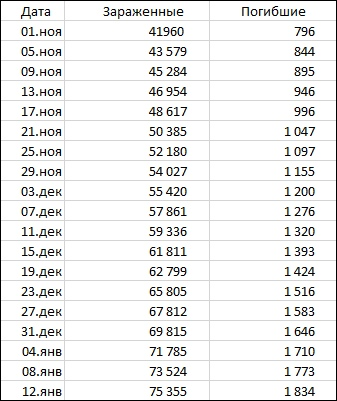 Дата Зараженные Погибшие
01.ноя 41960 796
05.ноя 43 579 844
09.ноя 45 284 895
13.ноя 46 954 946
17.ноя 48 617 996
21.ноя 50 385 1 047
25.ноя 52 180 1 097
29.ноя 54 027 1 155
03.дек 55 420 1 200
07.дек 57 861 1 276
11.дек 59 336 1 320
15.дек 61 811 1 393
19.дек 62 799 1 424
23.дек 65 805 1 516
27.дек 67 812 1 583
31.дек 69 815 1 646
04.янв 71 785 1 710
08.янв 73 524 1 773
12.янв 75 355 1 834